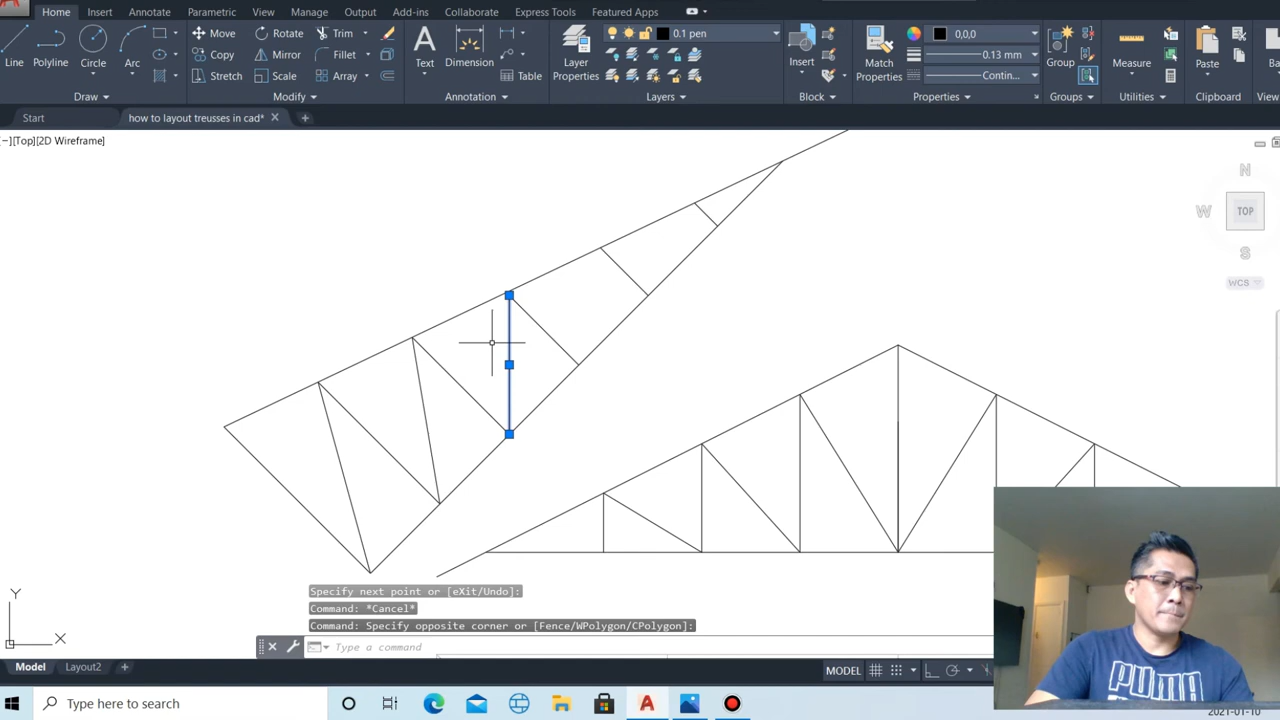 Home Insert Annotate Parametric View Manage Output Add-ins Collaborate Express Tools Featured Apps
Line Polyline Circle Arc
Move Rotate Trim
Copy Mirror Fillet
Stretch Scale Array
Text Dimension
Table
Layer Properties
0.1 pen
Insert
Match Properties
0,0,0
0.13 mm
Contin...
Group
Measure
Paste
Ba
Draw Modify Annotation Layers Block Properties Groups Utilities Clipboard View
Start how to layout treusses in cad*
[−][Top][2D Wireframe]
N
W TOP
S
WCS
Y
X
Specify next point or [eXit/Undo]:
Command: *Cancel*
Command: Specify opposite corner or [Fence/WPolygon/CPolygon]:
Type a command
Model Layout2
MODEL
PUMA
Type here to search
2021-01-10